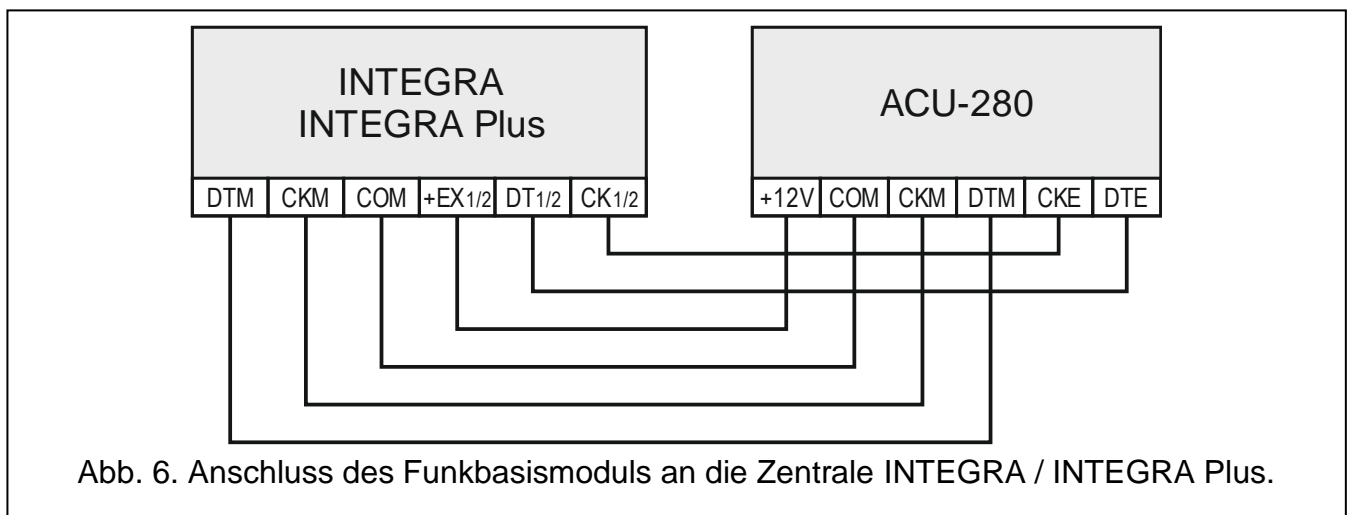 INTEGRA
INTEGRA Plus
DTM CKM COM +EX1/2 DT1/2 CK1/2
ACU-280
+12V COM CKM DTM CKE DTE
Abb. 6. Anschluss des Funkbasismoduls an die Zentrale INTEGRA / INTEGRA Plus.